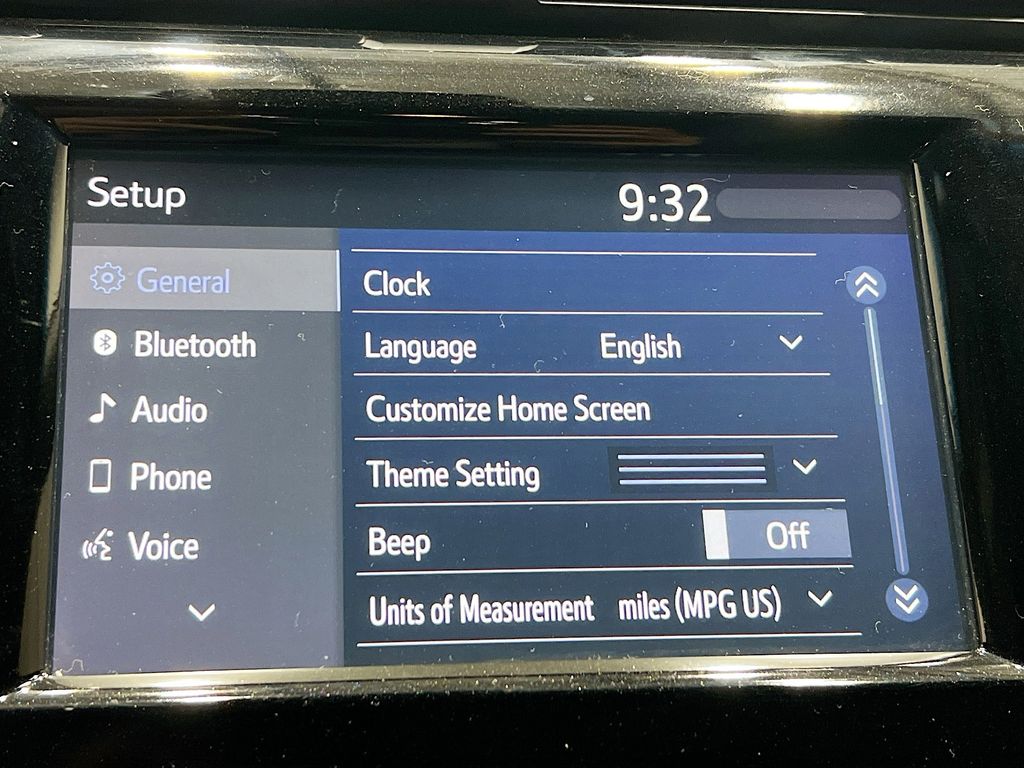 Setup
9:32
General
Bluetooth
Audio
Phone
Voice
Clock
Language English
Customize Home Screen
Theme Setting
Beep Off
Units of Measurement miles (MPG US)